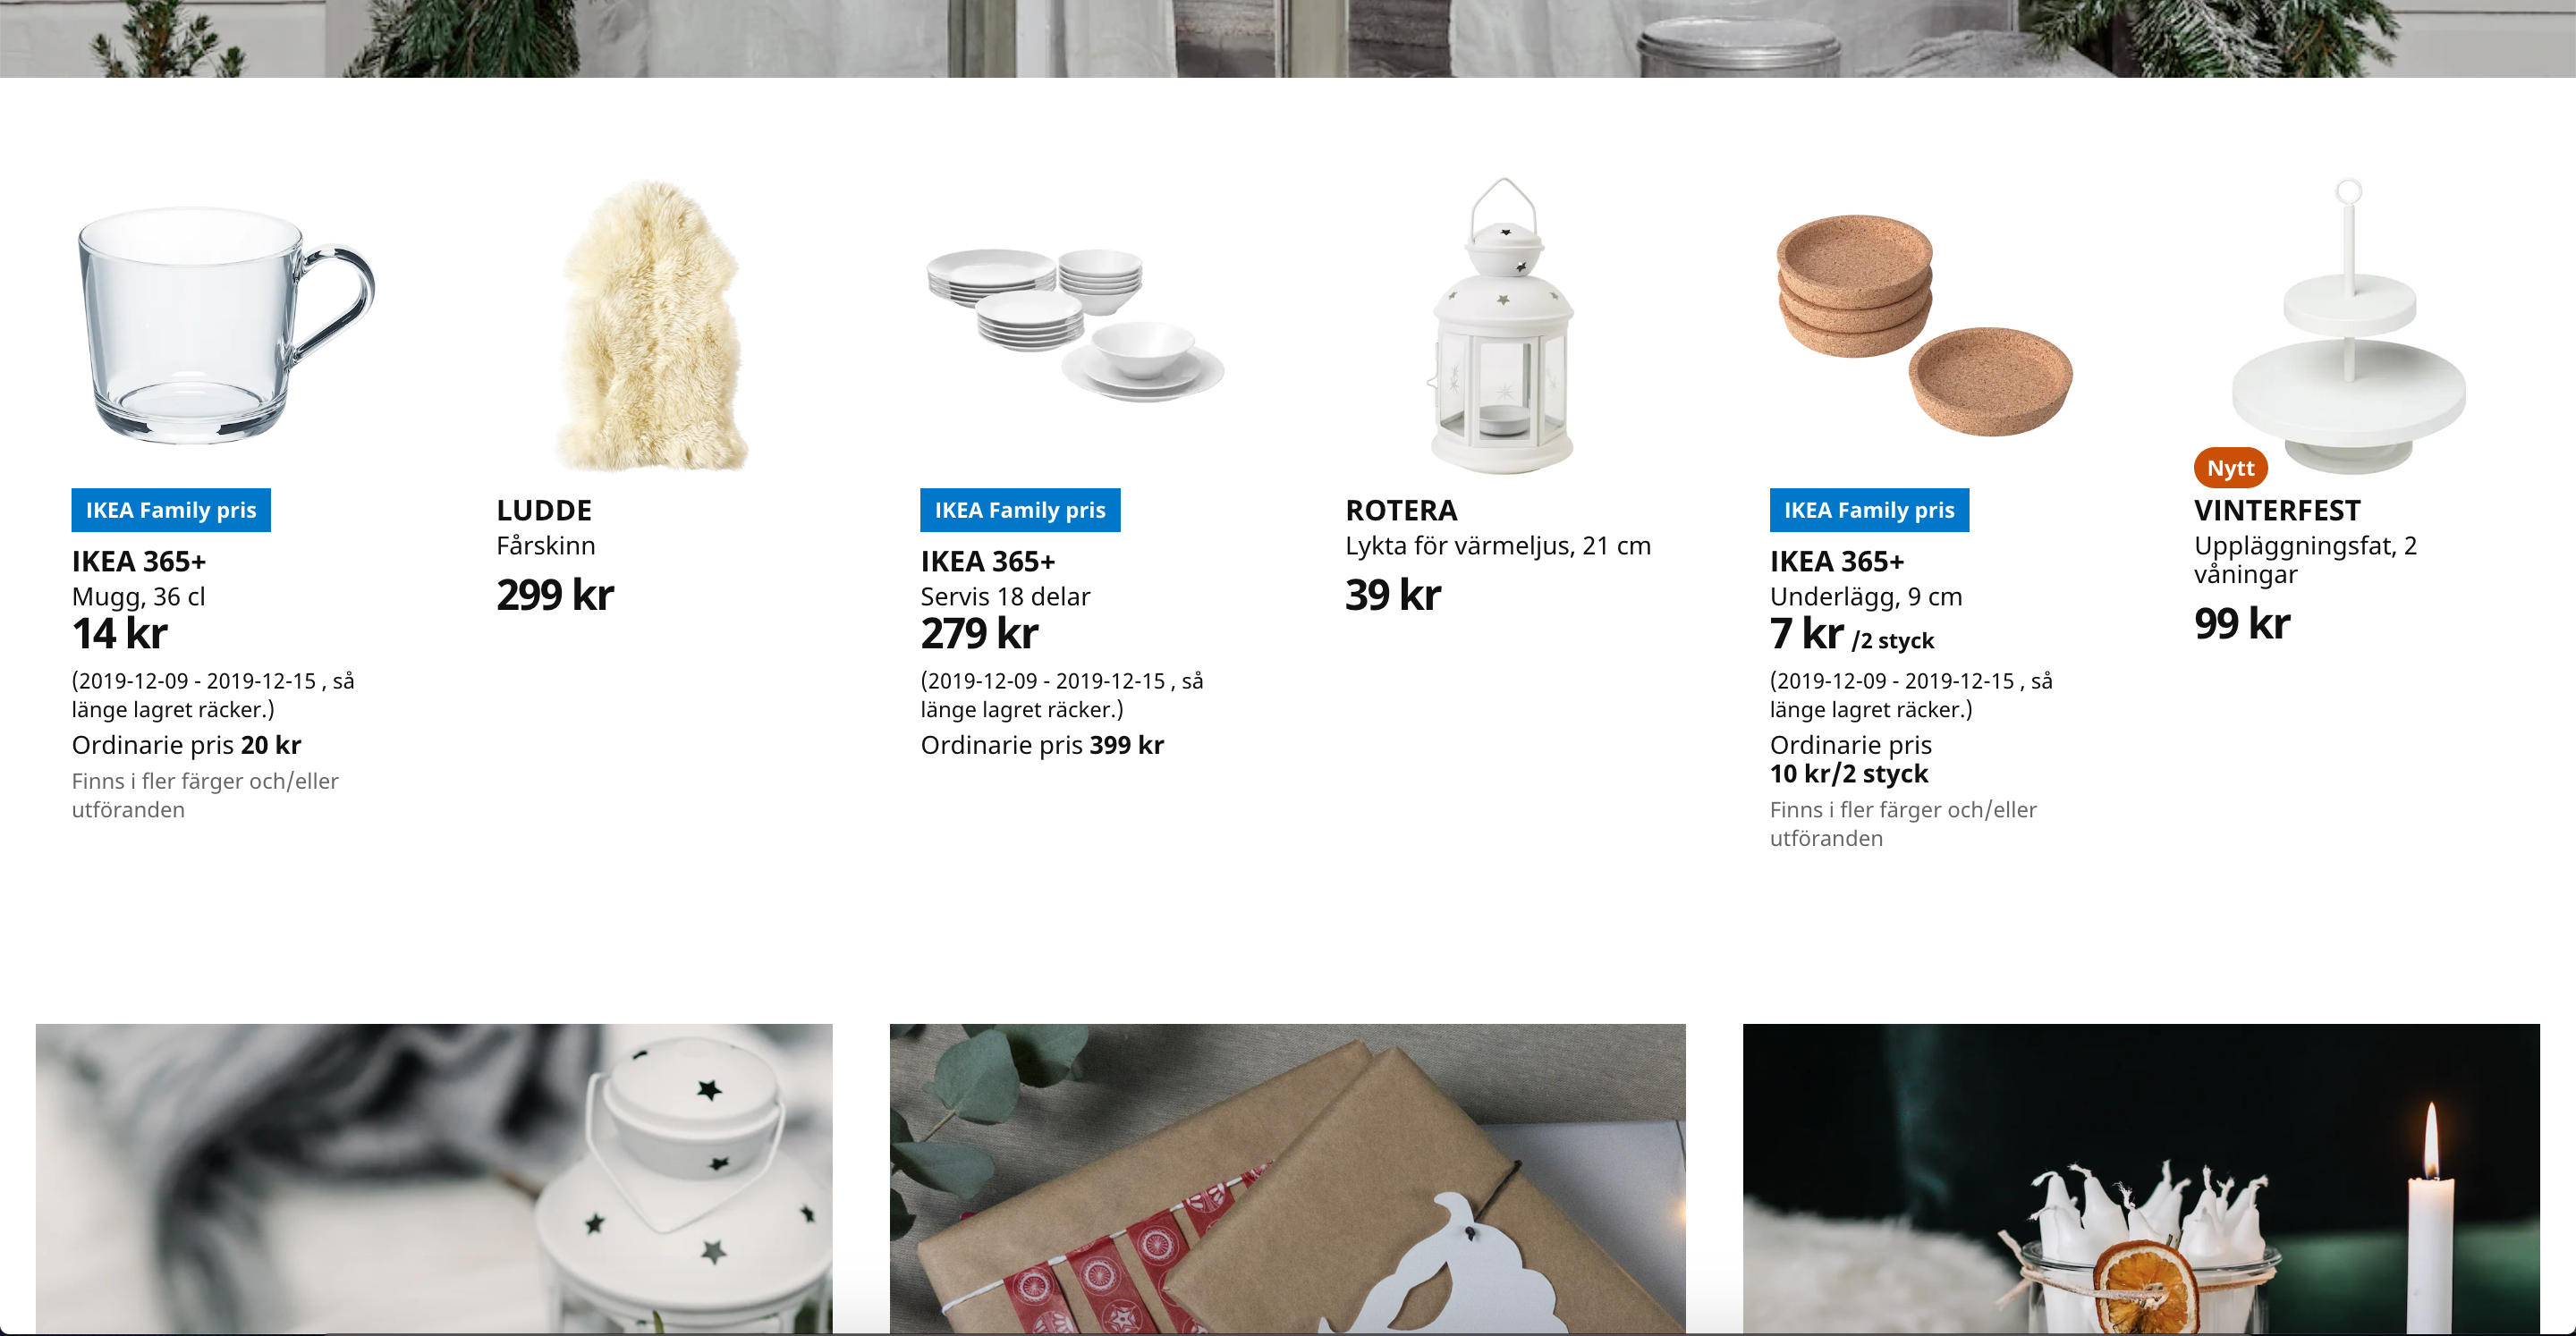 IKEA Family pris
IKEA 365+
Mugg, 36 cl
14 kr
(2019-12-09 - 2019-12-15 , så
länge lagret räcker.)
Ordinarie pris 20 kr
Finns i fler färger och/eller
utföranden
LUDDE
Fårskinn
299 kr
IKEA Family pris
IKEA 365+
Servis 18 delar
279 kr
(2019-12-09 - 2019-12-15 , så
länge lagret räcker.)
Ordinarie pris 399 kr
ROTERA
Lykta för värmeljus, 21 cm
39 kr
IKEA Family pris
IKEA 365+
Underlägg, 9 cm
7 kr /2 styck
(2019-12-09 - 2019-12-15 , så
länge lagret räcker.)
Ordinarie pris
10 kr/2 styck
Finns i fler färger och/eller
utföranden
Nytt
VINTERFEST
Uppläggningsfat, 2
våningar
99 kr